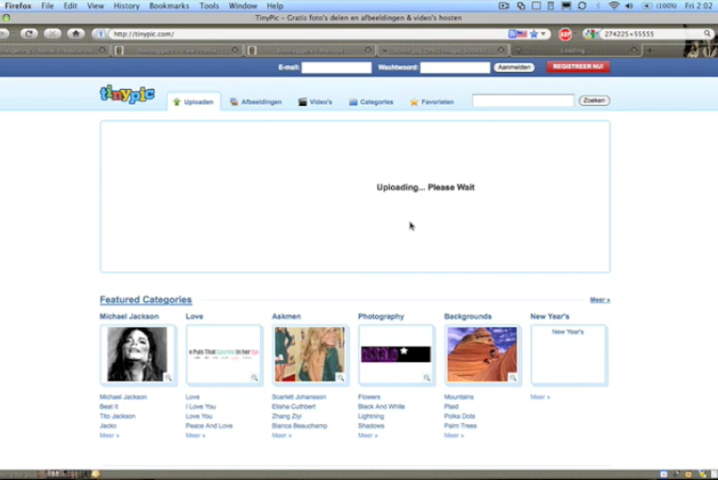 Firefox File Edit View History Bookmarks Tools Window Help (100%) Fri 2:02
TinyPic – Gratis foto's delen en afbeeldingen & video's hosten
http://tinypic.com/ 274225+55555
Loading...
E-mail: Wachtwoord: Aanmelden REGISTREER NU!
tinypic Uploaden Afbeeldingen Video's Categories Favorieten Zoeken
Uploading... Please Wait
Featured Categories Meer »
Michael Jackson Love Askmen Photography Backgrounds New Year's
New Year's
Michael Jackson Love Scarlett Johansson Flowers Mountains Meer »
Beat It I Love You Elisha Cuthbert Black And White Plaid
Tito Jackson Love You Zhang Ziyi Lightning Polka Dots
Jacko Peace And Love Bianca Beauchamp Shadows Palm Trees
Meer » Meer » Meer » Meer » Meer »